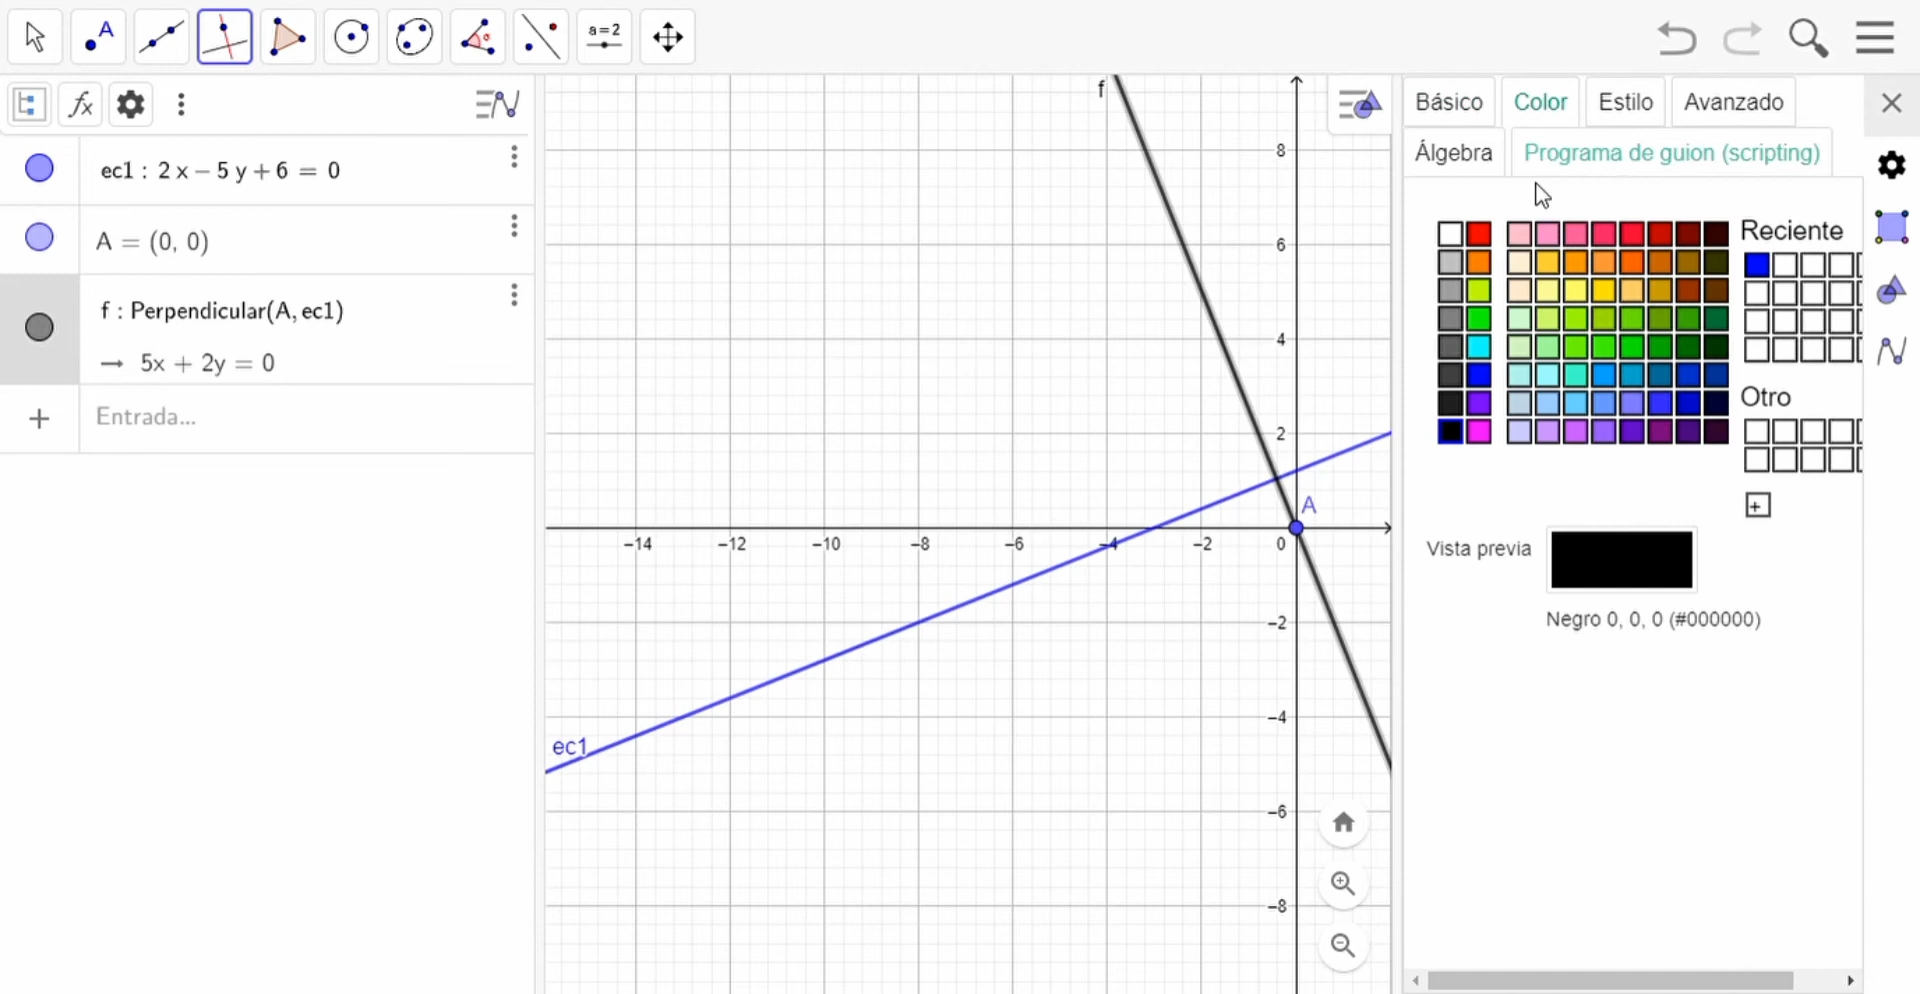 A
a=2
ec1 : 2 x − 5 y + 6 = 0
A = (0, 0)
f : Perpendicular(A, ec1)
→ 5x + 2y = 0
+ Entrada...
f
8
6
4
2
A
−14 −12 −10 −8 −6 −4 −2 0
−2
ec1
−4
−6
−8
Básico Color Estilo Avanzado
Álgebra Programa de guion (scripting)
Reciente
Otro
+
Vista previa
Negro 0, 0, 0 (#000000)